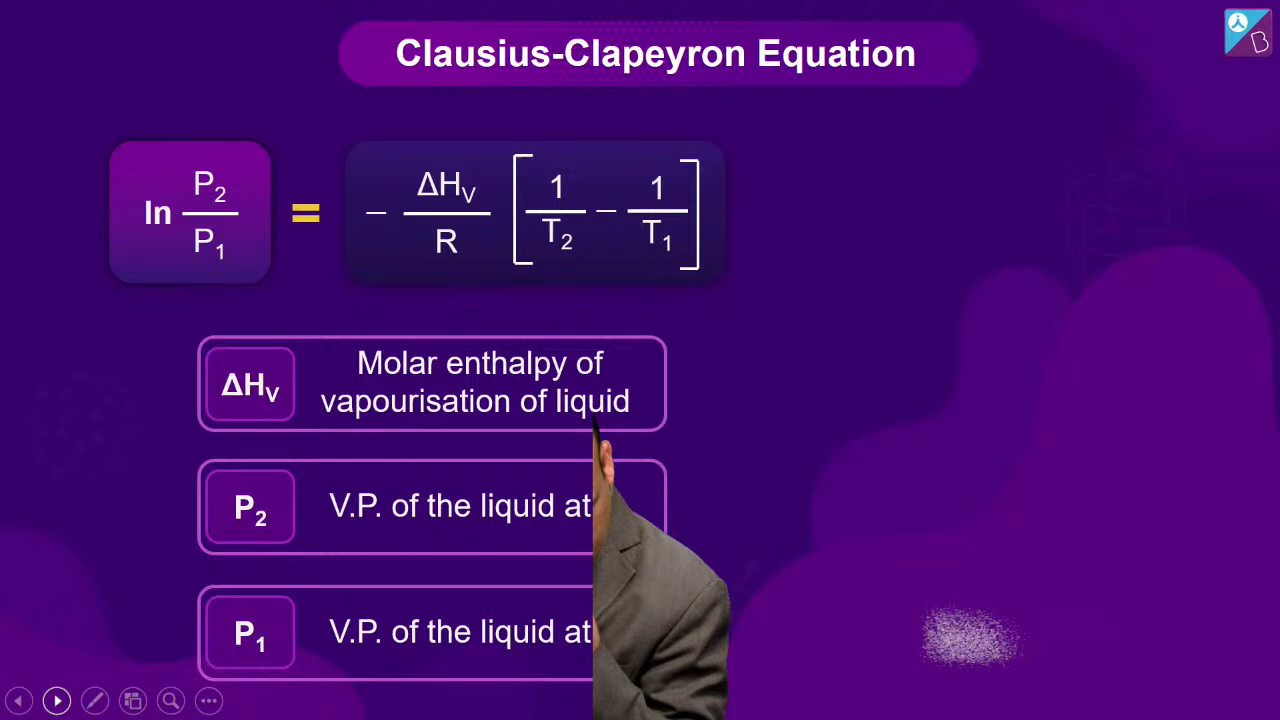 Clausius-Clapeyron Equation
ln P₂/P₁ = − ΔHᵥ/R [1/T₂ − 1/T₁]
ΔHᵥ Molar enthalpy of
vapourisation of liquid
P₂ V.P. of the liquid at
P₁ V.P. of the liquid at